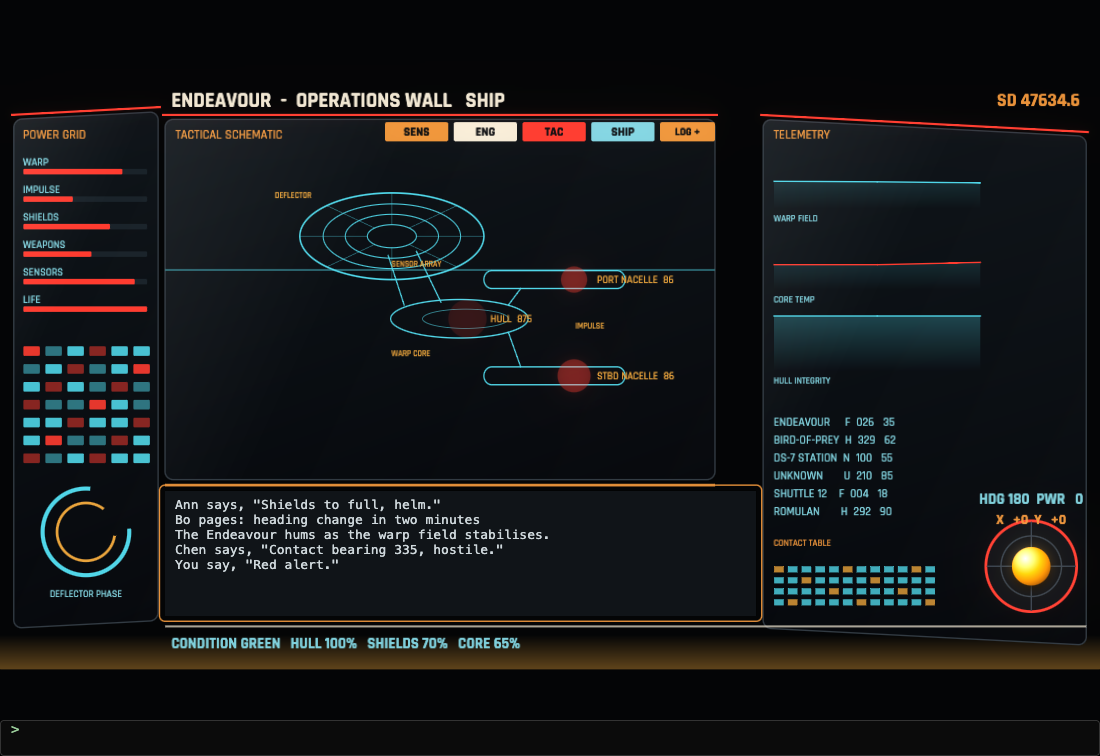 ENDEAVOUR - OPERATIONS WALL SHIP
SD 47634.6
POWER GRID
WARP
IMPULSE
SHIELDS
WEAPONS
SENSORS
LIFE
DEFLECTOR PHASE
TACTICAL SCHEMATIC
SENS
ENG
TAC
SHIP
LOG +
DEFLECTOR
SENSOR ARRAY
PORT NACELLE 86
HULL 875
IMPULSE
WARP CORE
STBD NACELLE 86
Ann says, "Shields to full, helm."
Bo pages: heading change in two minutes
The Endeavour hums as the warp field stabilises.
Chen says, "Contact bearing 335, hostile."
You say, "Red alert."
CONDITION GREEN HULL 100% SHIELDS 70% CORE 65%
TELEMETRY
WARP FIELD
CORE TEMP
HULL INTEGRITY
ENDEAVOUR F 026 35
BIRD-OF-PREY H 329 62
DS-7 STATION N 100 55
UNKNOWN U 210 85
SHUTTLE 12 F 004 18
ROMULAN H 292 90
CONTACT TABLE
HDG 180 PWR 0
X +0 Y +0
>